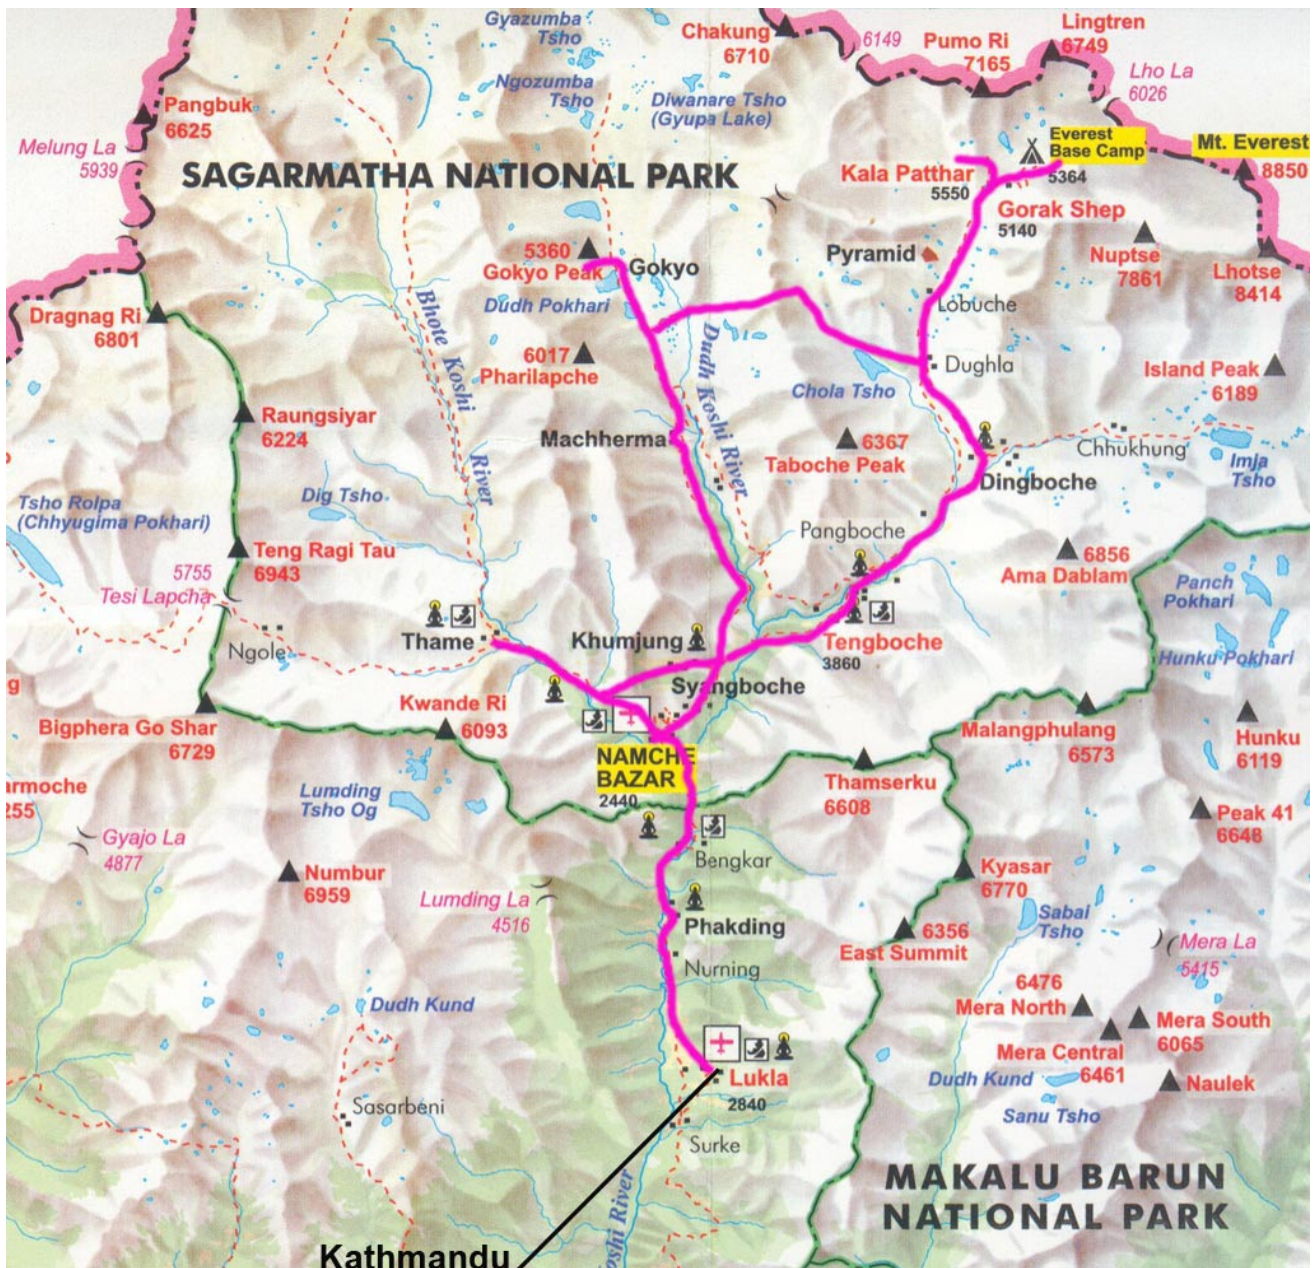 Gyazumba
Tsho
Chakung
6710
6149
Pumo Ri
7165
Lingtren
6749
Lho La
6026
Ngozumba
Tsho
Diwanare Tsho
(Gyupa Lake)
Pangbuk
6625
Melung La
5939
SAGARMATHA NATIONAL PARK
Everest
Base Camp
5364
Mt. Everest
8850
Kala Patthar
5550
Gorak Shep
5140
5360
Gokyo Peak
Gokyo
Pyramid
Nuptse
7861
Lhotse
8414
Dudh Pokhari
Bhote Koshi
River
Lobuche
Dragnag Ri
6801
6017
Pharilapche
Dudh
Koshi River
Dughla
Chola Tsho
Island Peak
6189
Raungsiyar
6224
Machherma
6367
Taboche Peak
Chhukhung
Imja
Tsho
Dingboche
Tsho Rolpa
(Chhyugima Pokhari)
Dig Tsho
Pangboche
Teng Ragi Tau
6943
6856
Ama Dablam
5755
Tesi Lapcha
Panch
Pokhari
Ngole
Thame
Khumjung
Tengboche
3860
Hunku Pokhari
g
Syangboche
Bigphera Go Shar
6729
Kwande Ri
6093
Malangphulang
6573
Hunku
6119
NAMCHE
BAZAR
2440
armoche
255
Lumding
Tsho Og
Thamserku
6608
Peak 41
6648
Gyajo La
4877
Bengkar
Numbur
6959
Lumding La
4516
Kyasar
6770
Phakding
Sabai
Tsho
6356
East Summit
Mera La
5415
Nurning
6476
Mera North
Dudh Kund
Mera South
6065
Mera Central
6461
Lukla
2840
Dudh Kund
Naulek
Sanu Tsho
Sasarbeni
Surke
MAKALU BARUN
NATIONAL PARK
oshi River
Kathmandu